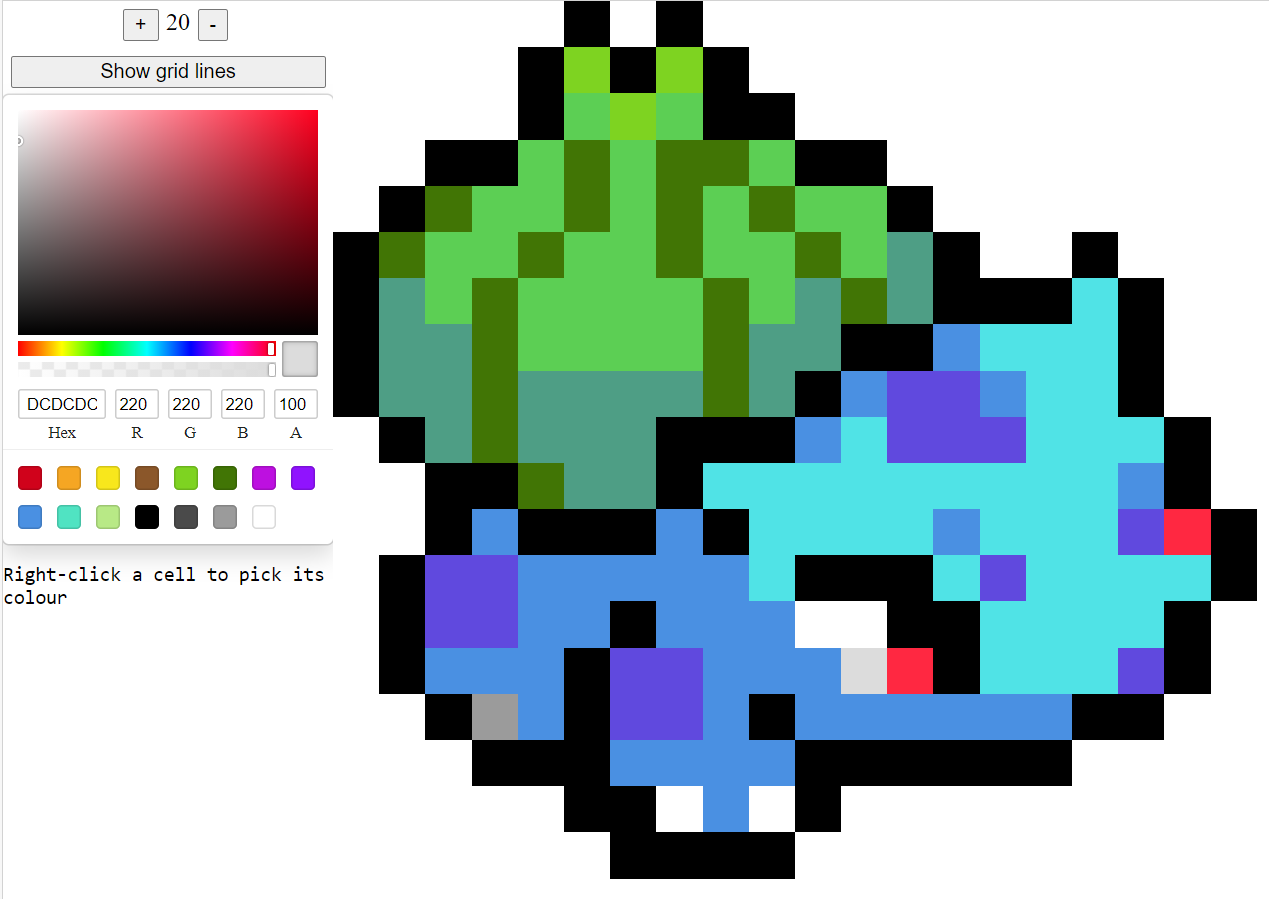 + 20 -
Show grid lines
DCDCDC 220 220 220 100
Hex R G B A
Right-click a cell to pick its
colour